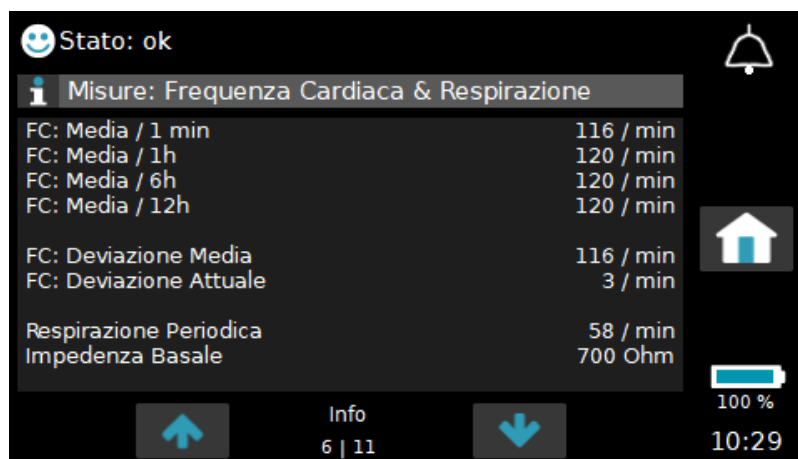 Stato: ok
Misure: Frequenza Cardiaca & Respirazione
FC: Media / 1 min 116 / min
FC: Media / 1h 120 / min
FC: Media / 6h 120 / min
FC: Media / 12h 120 / min
FC: Deviazione Media 116 / min
FC: Deviazione Attuale 3 / min
Respirazione Periodica 58 / min
Impedenza Basale 700 Ohm
Info
6 | 11
100 %
10:29